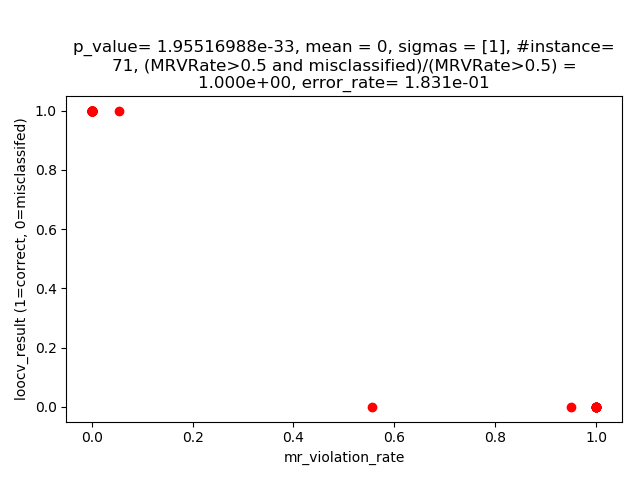 p_value= 1.95516988e-33, mean = 0, sigmas = [1], #instance=
71, (MRVRate>0.5 and misclassified)/(MRVRate>0.5) =
1.000e+00, error_rate= 1.831e-01
1.0
0.8
0.6
0.4
0.2
0.0
loocv_result (1=correct, 0=misclassifed)
0.0 0.2 0.4 0.6 0.8 1.0
mr_violation_rate